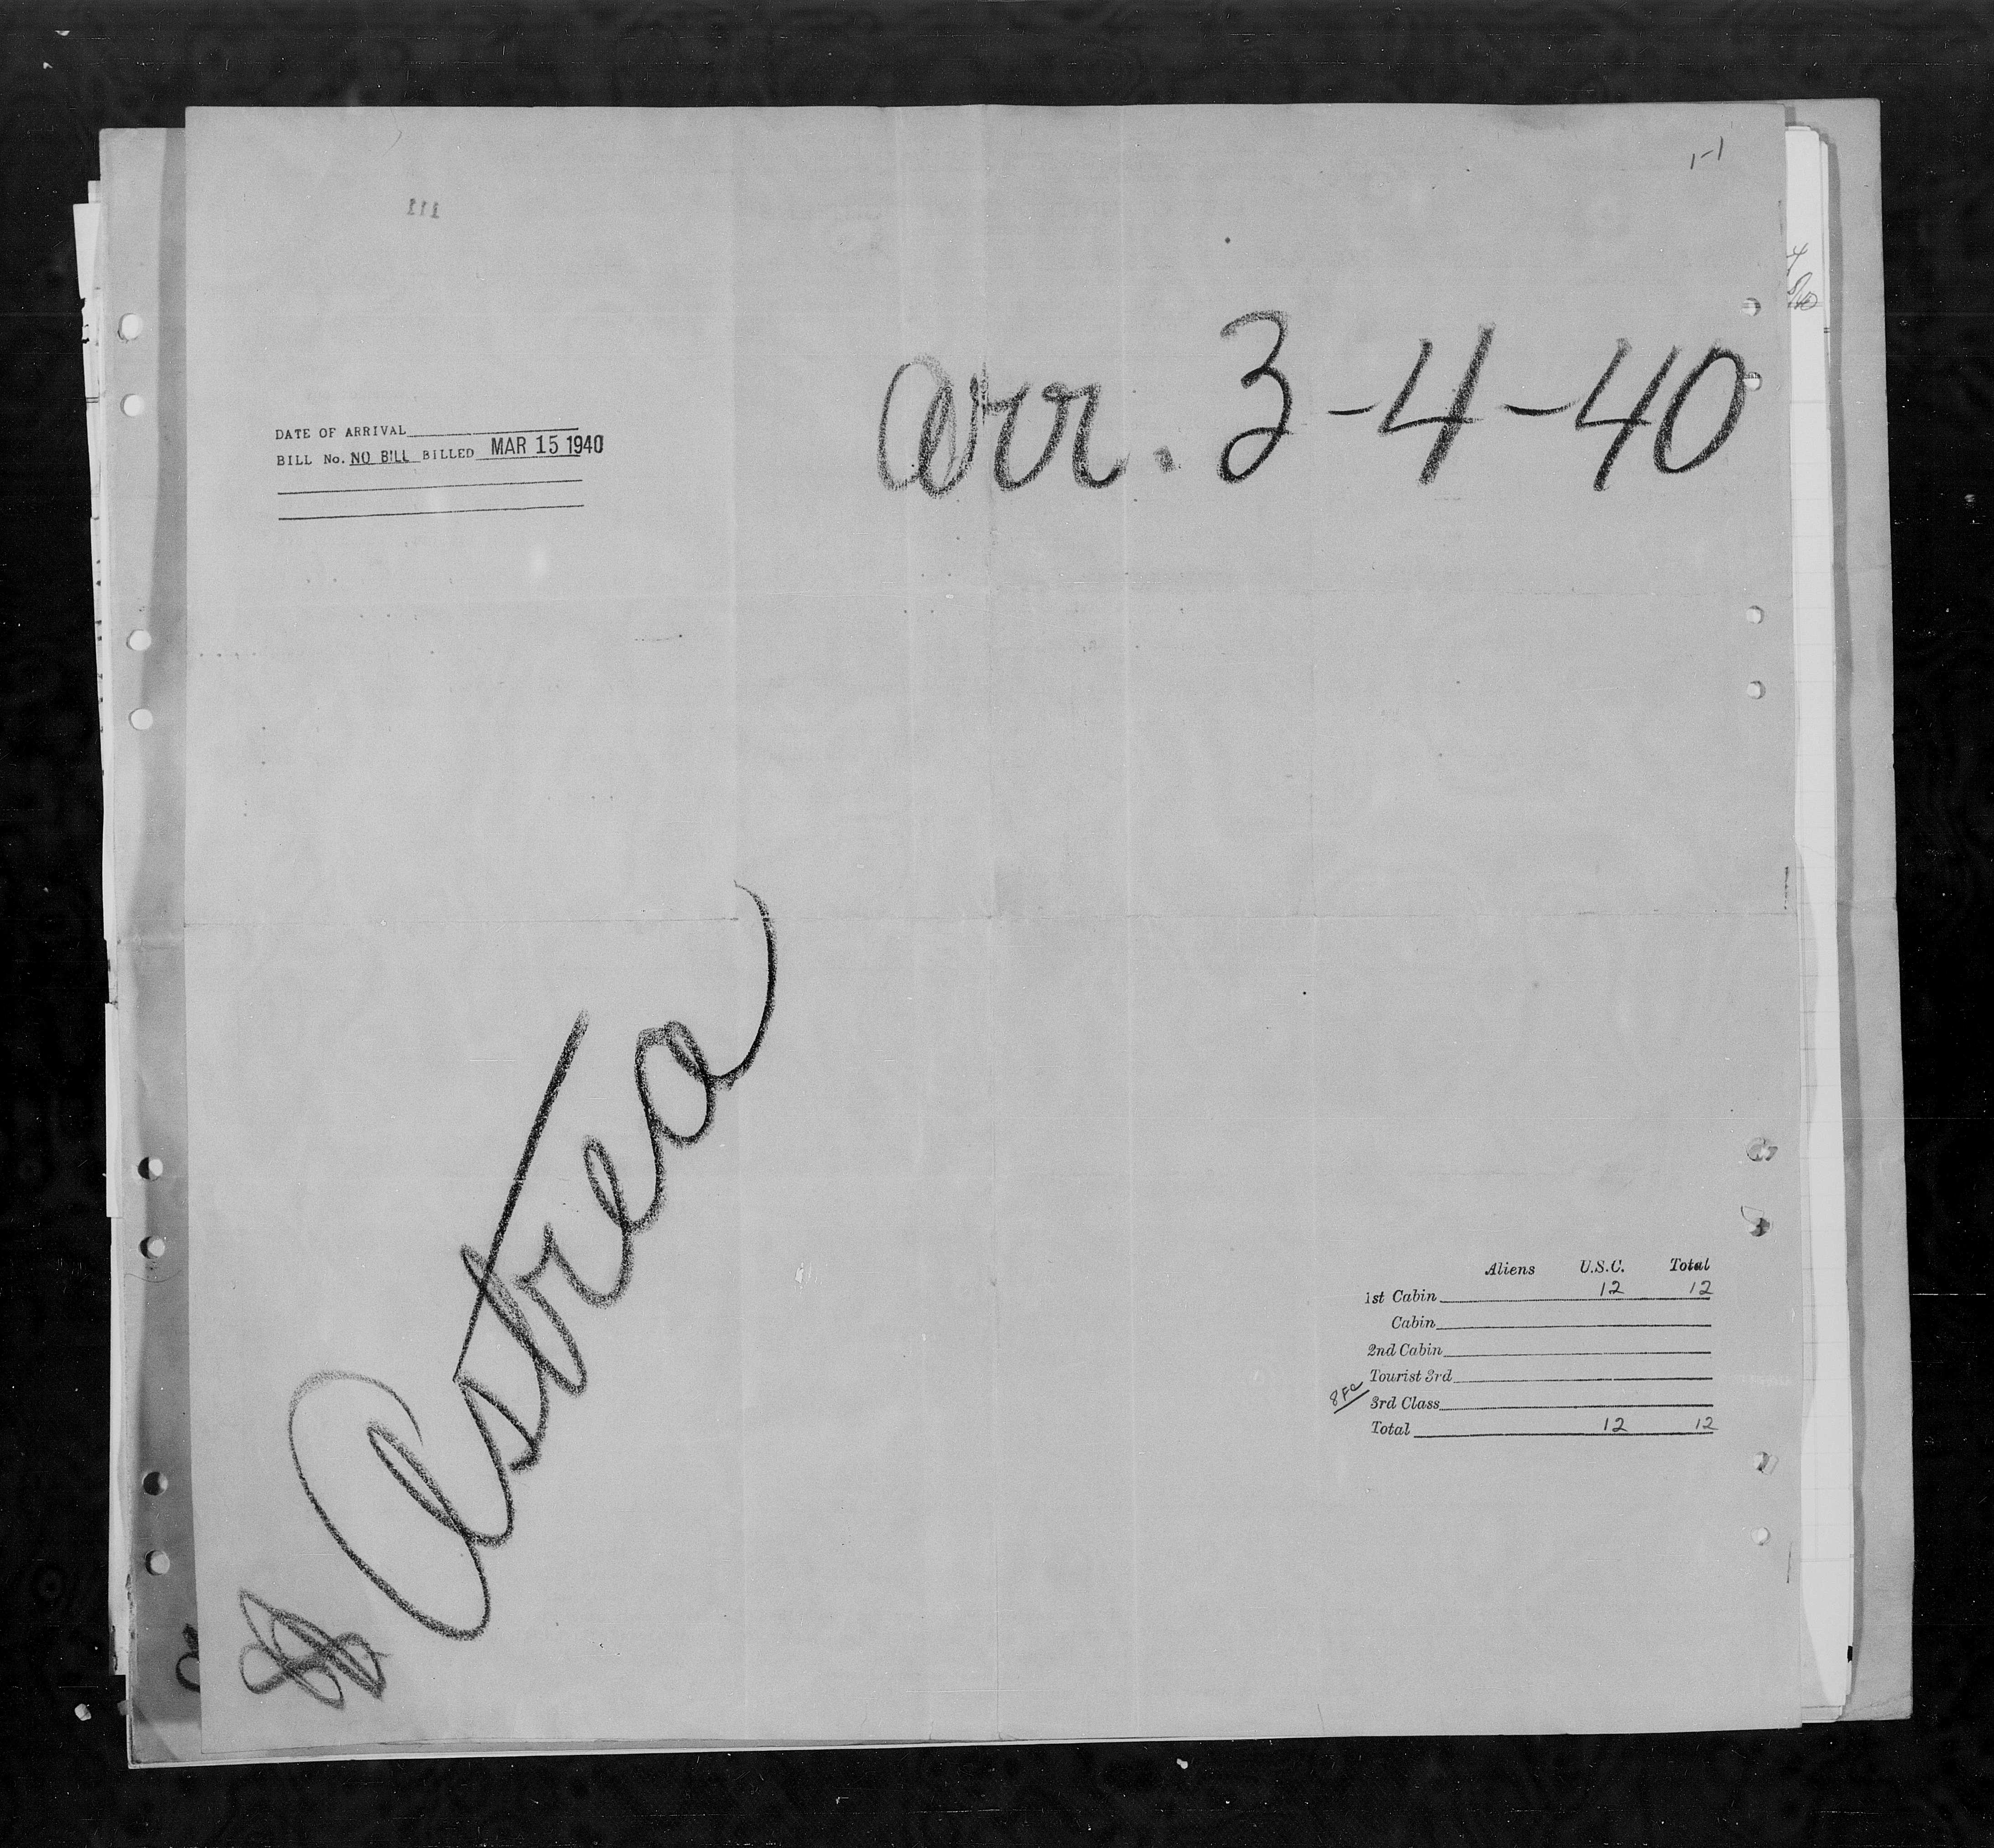 1-1
111
arr. 3-4-40
DATE OF ARRIVAL
BILL No. NO BILL BILLED MAR 15 1940
Astrea
Aliens U.S.C. Total
1st Cabin 12 12
Cabin
2nd Cabin
Tourist 3rd
3rd Class
Total 12 12